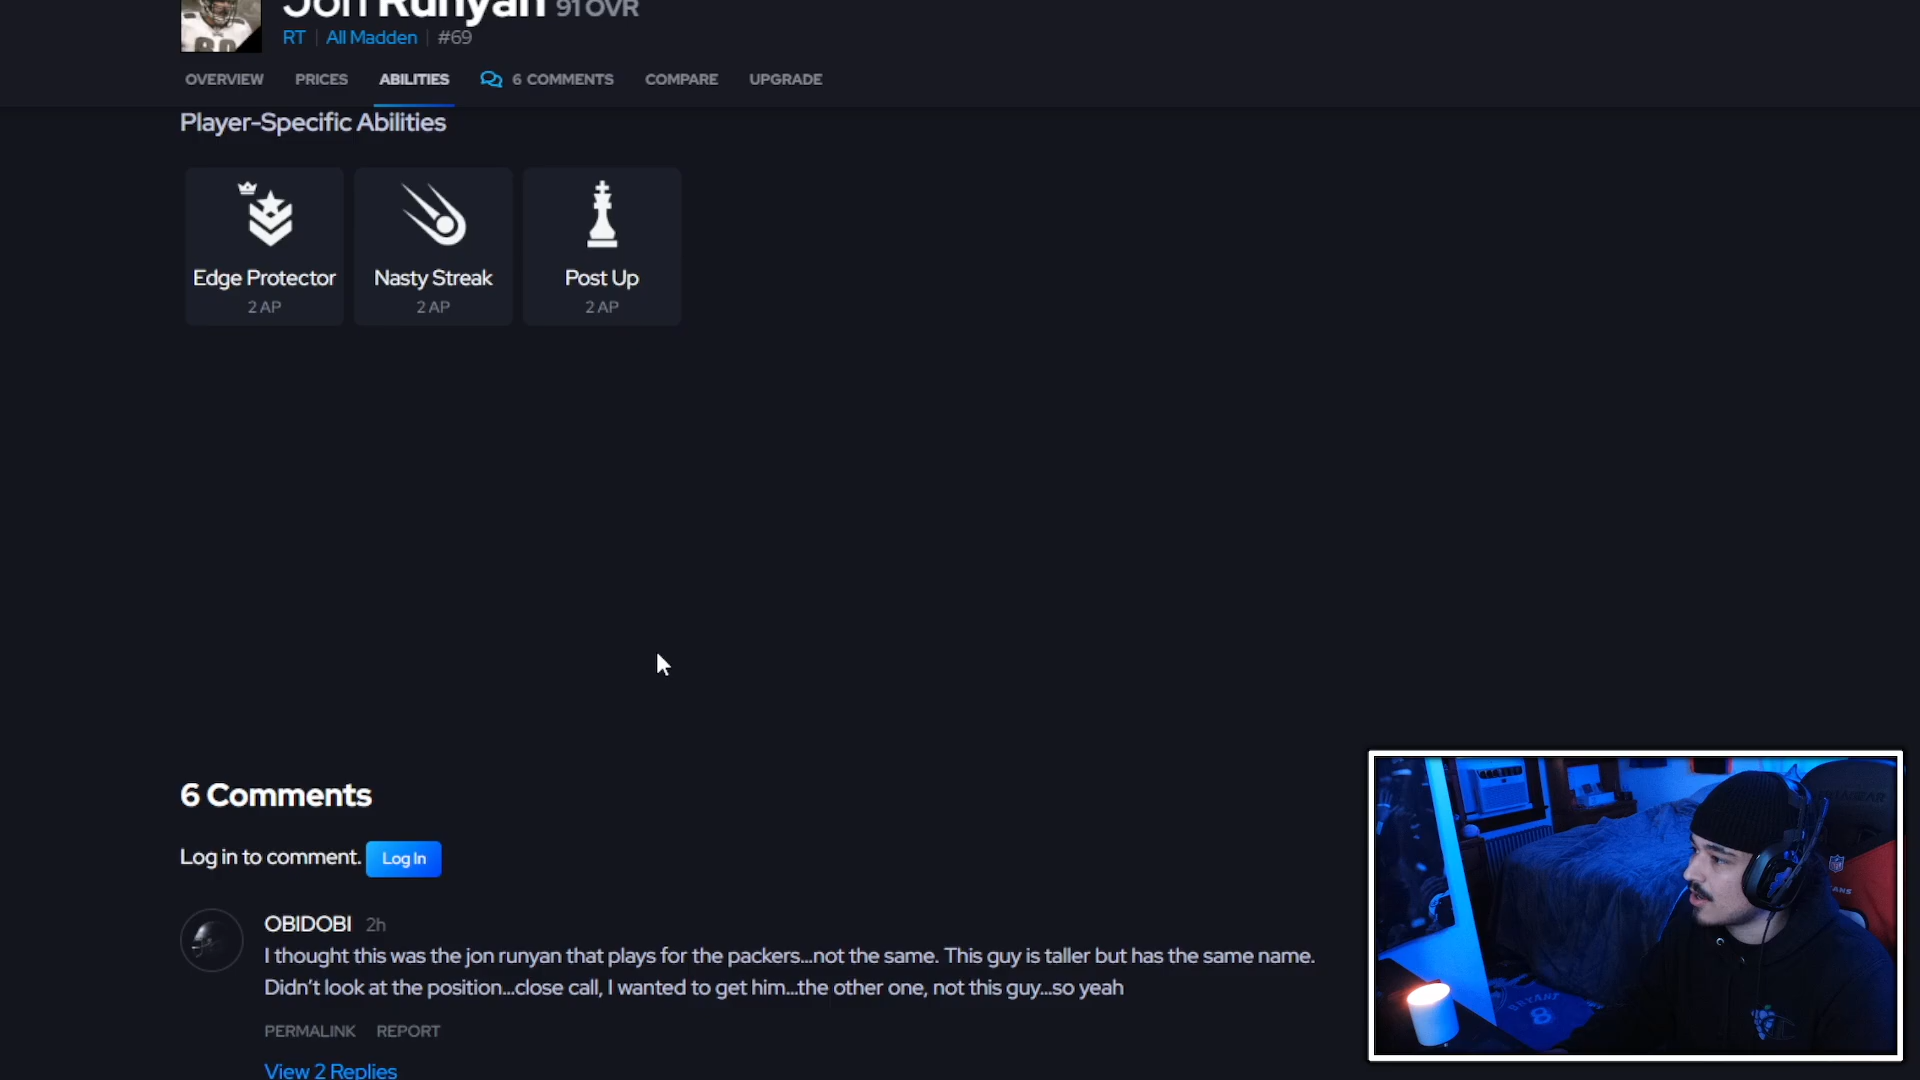 Jon Runyan 91 OVR
RT | All Madden | #69
OVERVIEW PRICES ABILITIES 6 COMMENTS COMPARE UPGRADE
Player-Specific Abilities
Edge Protector Nasty Streak Post Up
2 AP 2 AP 2 AP
6 Comments
Log in to comment. Log In
OBIDOBI 2h
I thought this was the jon runyan that plays for the packers...not the same. This guy is taller but has the same name.
Didn't look at the position...close call, I wanted to get him...the other one, not this guy...so yeah
PERMALINK REPORT
View 2 Replies
BRYANT
8
NFL